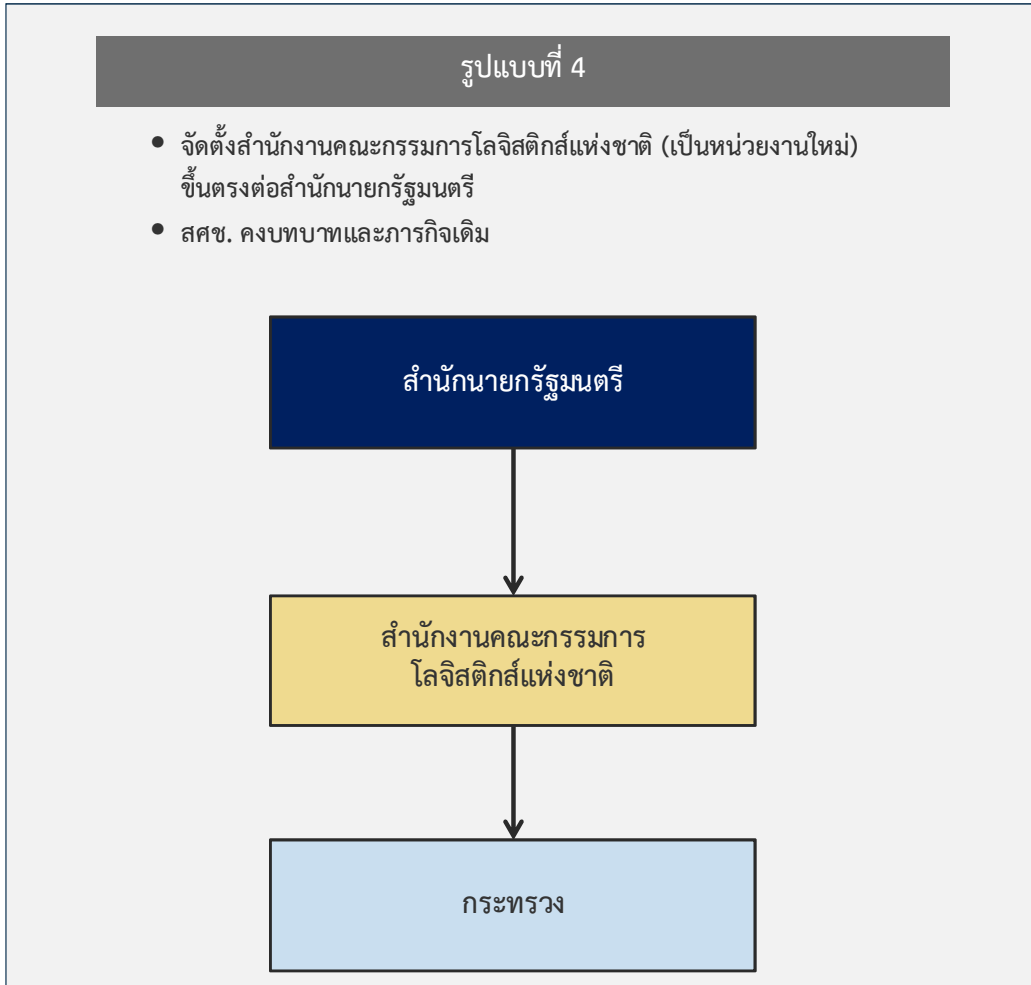 รูปแบบที่ 4
• จัดตั้งสำนักงานคณะกรรมการโลจิสติกส์แห่งชาติ (เป็นหน่วยงานใหม่)
ขึ้นตรงต่อสำนักนายกรัฐมนตรี
• สศช. คงบทบาทและภารกิจเดิม
สำนักนายกรัฐมนตรี
สำนักงานคณะกรรมการ
โลจิสติกส์แห่งชาติ
กระทรวง